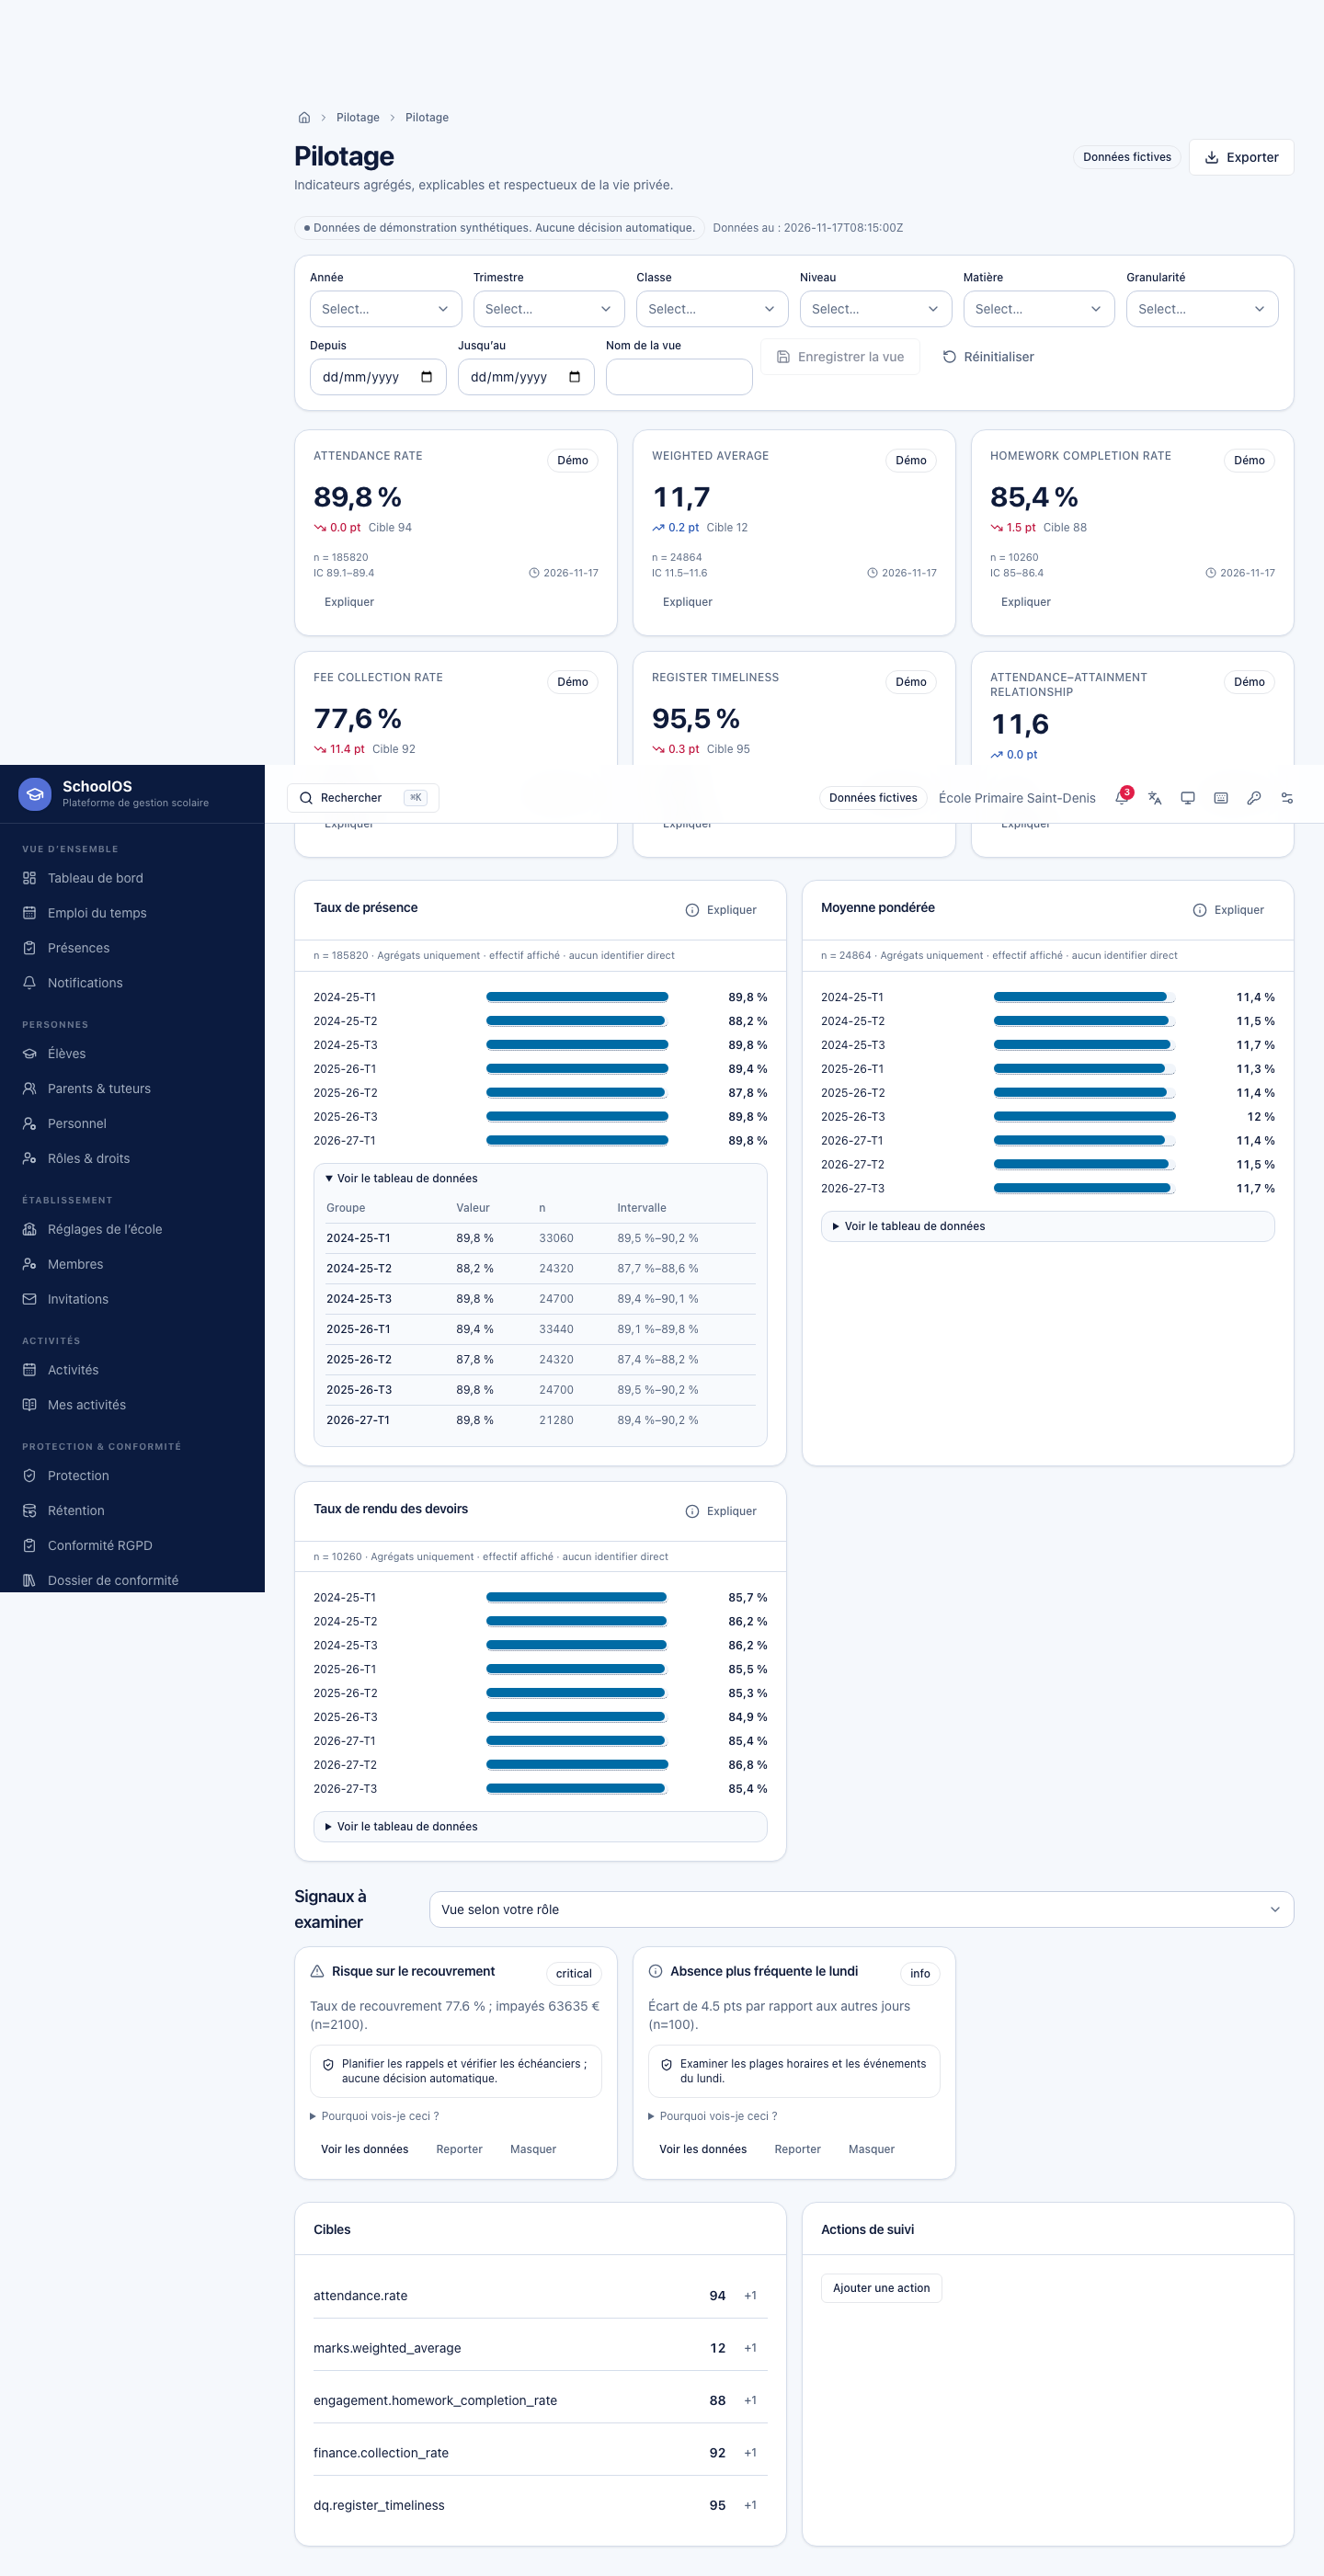 Pilotage
Pilotage
Pilotage
Données fictives
Exporter
Indicateurs agrégés, explicables et respectueux de la vie privée.
Données de démonstration synthétiques. Aucune décision automatique.
Données au : 2026-11-17T08:15:00Z
Année
Trimestre
Classe
Niveau
Matière
Granularité
Select...
Select...
Select...
Select...
Select...
Select...
Depuis
Jusqu'au
Nom de la vue
dd/mm/yyyy
dd/mm/yyyy
Enregistrer la vue
Réinitialiser
ATTENDANCE RATE
Démo
89,8 %
0.0 pt Cible 94
n = 185820
IC 89.1–89.4
2026-11-17
Expliquer
WEIGHTED AVERAGE
Démo
11,7
0.2 pt Cible 12
n = 24864
IC 11.5–11.6
2026-11-17
Expliquer
HOMEWORK COMPLETION RATE
Démo
85,4 %
1.5 pt Cible 88
n = 10260
IC 85–86.4
2026-11-17
Expliquer
FEE COLLECTION RATE
Démo
77,6 %
11.4 pt Cible 92
Expliquer
REGISTER TIMELINESS
Démo
95,5 %
0.3 pt Cible 95
ATTENDANCE–ATTAINMENT
RELATIONSHIP
Démo
11,6
0.0 pt
Expliquer
SchoolOS
Plateforme de gestion scolaire
Rechercher
⌘K
Données fictives
École Primaire Saint-Denis
3
VUE D'ENSEMBLE
Tableau de bord
Emploi du temps
Présences
Notifications
PERSONNES
Élèves
Parents & tuteurs
Personnel
Rôles & droits
ÉTABLISSEMENT
Réglages de l'école
Membres
Invitations
ACTIVITÉS
Activités
Mes activités
PROTECTION & CONFORMITÉ
Protection
Rétention
Conformité RGPD
Dossier de conformité
Taux de présence
Expliquer
n = 185820 · Agrégats uniquement · effectif affiché · aucun identifier direct
2024-25-T1 89,8 %
2024-25-T2 88,2 %
2024-25-T3 89,8 %
2025-26-T1 89,4 %
2025-26-T2 87,8 %
2025-26-T3 89,8 %
2026-27-T1 89,8 %
Voir le tableau de données
Groupe Valeur n Intervalle
2024-25-T1 89,8 % 33060 89,5 %–90,2 %
2024-25-T2 88,2 % 24320 87,7 %–88,6 %
2024-25-T3 89,8 % 24700 89,4 %–90,1 %
2025-26-T1 89,4 % 33440 89,1 %–89,8 %
2025-26-T2 87,8 % 24320 87,4 %–88,2 %
2025-26-T3 89,8 % 24700 89,5 %–90,2 %
2026-27-T1 89,8 % 21280 89,4 %–90,2 %
Moyenne pondérée
Expliquer
n = 24864 · Agrégats uniquement · effectif affiché · aucun identifier direct
2024-25-T1 11,4 %
2024-25-T2 11,5 %
2024-25-T3 11,7 %
2025-26-T1 11,3 %
2025-26-T2 11,4 %
2025-26-T3 12 %
2026-27-T1 11,4 %
2026-27-T2 11,5 %
2026-27-T3 11,7 %
Voir le tableau de données
Taux de rendu des devoirs
Expliquer
n = 10260 · Agrégats uniquement · effectif affiché · aucun identifier direct
2024-25-T1 85,7 %
2024-25-T2 86,2 %
2024-25-T3 86,2 %
2025-26-T1 85,5 %
2025-26-T2 85,3 %
2025-26-T3 84,9 %
2026-27-T1 85,4 %
2026-27-T2 86,8 %
2026-27-T3 85,4 %
Voir le tableau de données
Signaux à
examiner
Vue selon votre rôle
Risque sur le recouvrement
critical
Taux de recouvrement 77.6 % ; impayés 63635 €
(n=2100).
Planifier les rappels et vérifier les échéanciers ;
aucune décision automatique.
Pourquoi vois-je ceci ?
Voir les données Reporter Masquer
Absence plus fréquente le lundi
info
Écart de 4.5 pts par rapport aux autres jours
(n=100).
Examiner les plages horaires et les événements
du lundi.
Pourquoi vois-je ceci ?
Voir les données Reporter Masquer
Cibles
attendance.rate 94 +1
marks.weighted_average 12 +1
engagement.homework_completion_rate 88 +1
finance.collection_rate 92 +1
dq.register_timeliness 95 +1
Actions de suivi
Ajouter une action